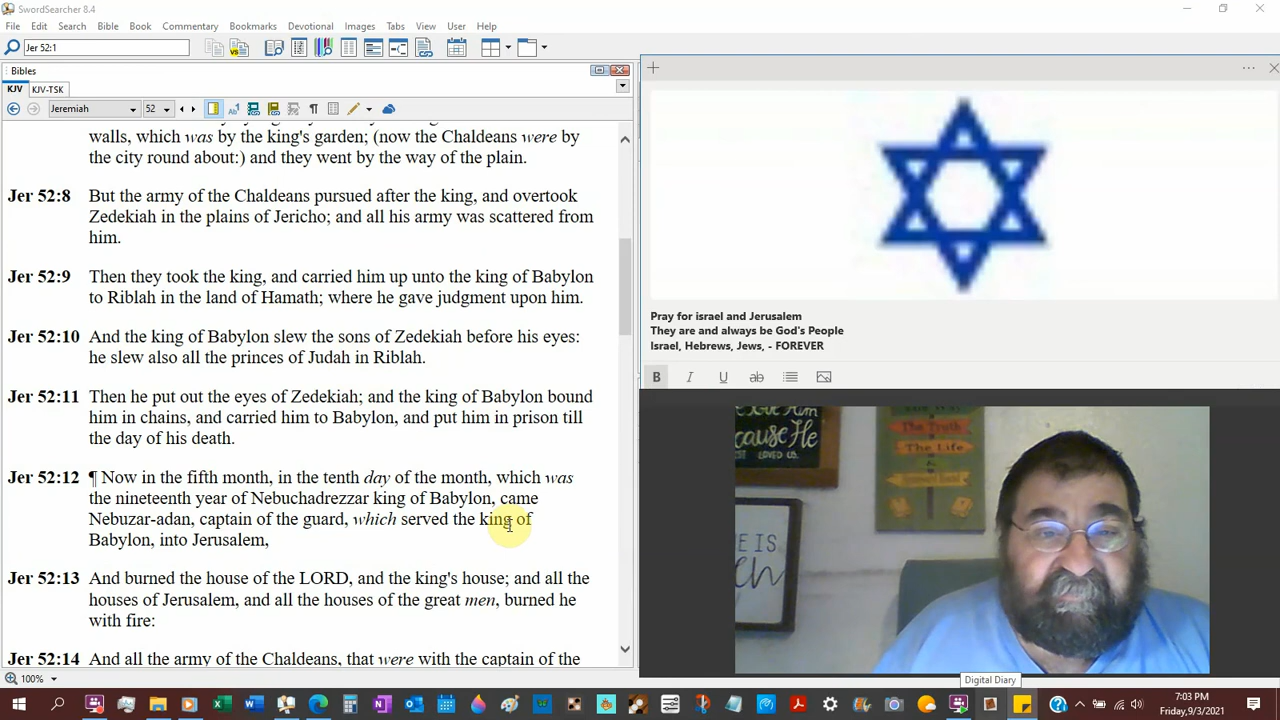 SwordSearcher 8.4
File Edit Search Bible Book Commentary Bookmarks Devotional Images Tabs View User Help
Jer 52:1
Bibles
KJV KJV-TSK
Jeremiah 52
walls, which was by the king's garden; (now the Chaldeans were by
the city round about:) and they went by the way of the plain.
Jer 52:8 But the army of the Chaldeans pursued after the king, and overtook
Zedekiah in the plains of Jericho; and all his army was scattered from
him.
Jer 52:9 Then they took the king, and carried him up unto the king of Babylon
to Riblah in the land of Hamath; where he gave judgment upon him.
Jer 52:10 And the king of Babylon slew the sons of Zedekiah before his eyes:
he slew also all the princes of Judah in Riblah.
Jer 52:11 Then he put out the eyes of Zedekiah; and the king of Babylon bound
him in chains, and carried him to Babylon, and put him in prison till
the day of his death.
Jer 52:12 ¶ Now in the fifth month, in the tenth day of the month, which was
the nineteenth year of Nebuchadrezzar king of Babylon, came
Nebuzar-adan, captain of the guard, which served the king of
Babylon, into Jerusalem,
Jer 52:13 And burned the house of the LORD, and the king's house; and all the
houses of Jerusalem, and all the houses of the great men, burned he
with fire:
Jer 52:14 And all the army of the Chaldeans, that were with the captain of the
100%
Pray for israel and Jerusalem
They are and always be God's People
Israel, Hebrews, Jews, - FOREVER
B I U ab
cause He
LOVED US.
The Truth
The Life
Digital Diary
7:03 PM
Friday,9/3/2021